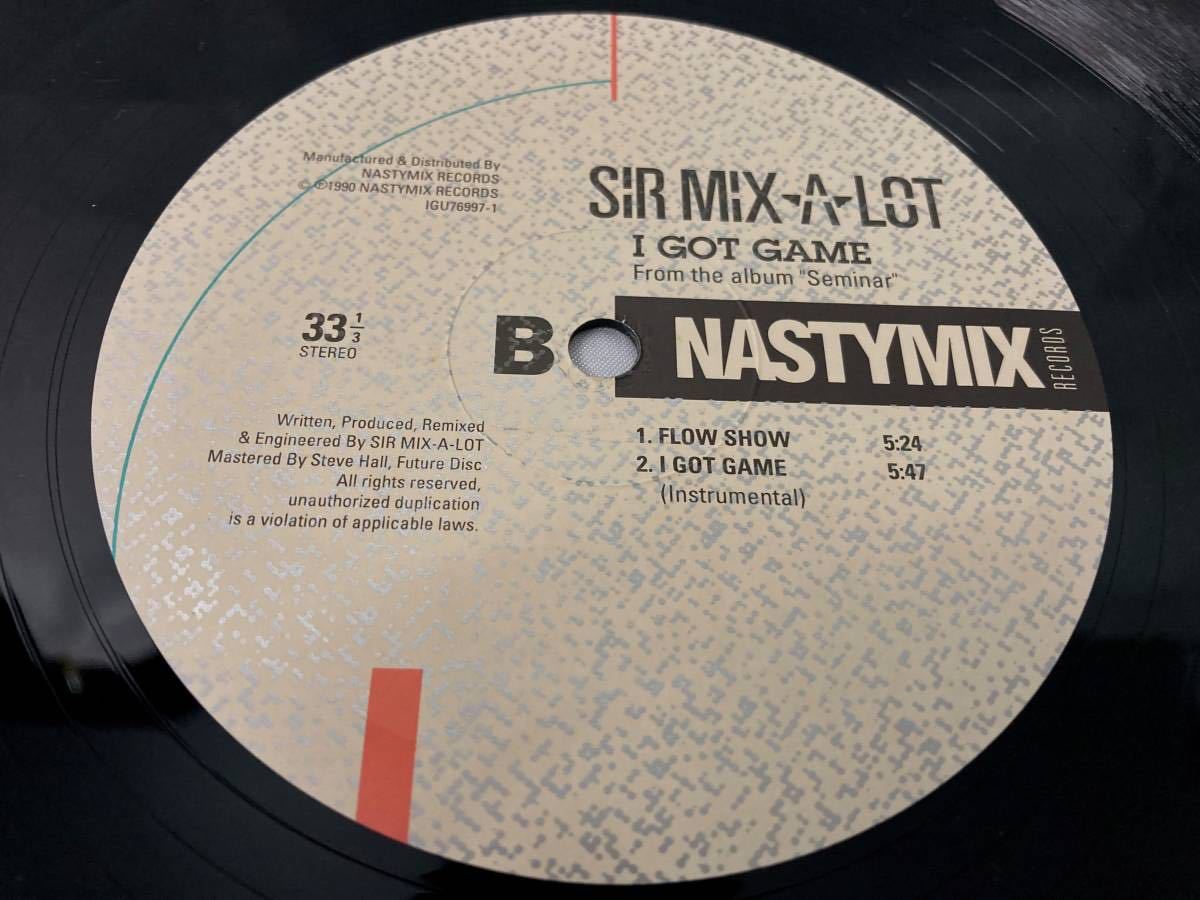 Manufactured & Distributed By
NASTYMIX RECORDS
© ℗1990 NASTYMIX RECORDS
IGU76997-1
SIR MIX-A-LOT
I GOT GAME
From the album "Seminar"
33 1/3
STEREO
B
NASTYMIX
RECORDS
Written, Produced, Remixed
& Engineered By SIR MIX-A-LOT
Mastered By Steve Hall, Future Disc
All rights reserved,
unauthorized duplication
is a violation of applicable laws.
1. FLOW SHOW 5:24
2. I GOT GAME 5:47
(Instrumental)